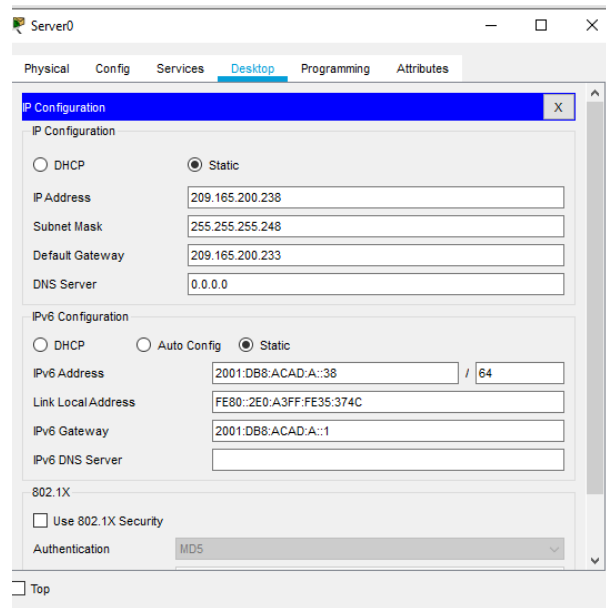 Server0
Physical Config Services Desktop Programming Attributes
IP Configuration X
IP Configuration
DHCP Static
IP Address 209.165.200.238
Subnet Mask 255.255.255.248
Default Gateway 209.165.200.233
DNS Server 0.0.0.0
IPv6 Configuration
DHCP Auto Config Static
IPv6 Address 2001:DB8:ACAD:A::38 / 64
Link Local Address FE80::2E0:A3FF:FE35:374C
IPv6 Gateway 2001:DB8:ACAD:A::1
IPv6 DNS Server
802.1X
Use 802.1X Security
Authentication MD5
Top